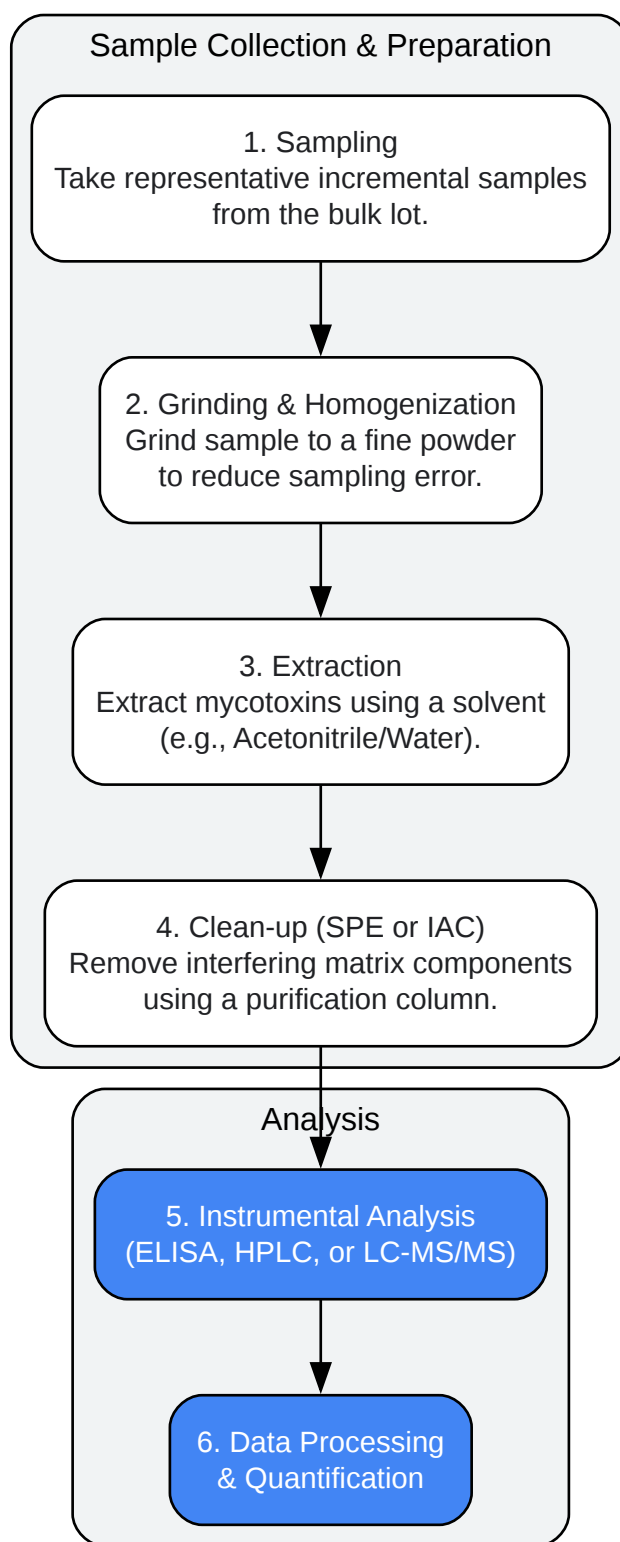 Sample Collection & Preparation
1. Sampling
Take representative incremental samples
from the bulk lot.
2. Grinding & Homogenization
Grind sample to a fine powder
to reduce sampling error.
3. Extraction
Extract mycotoxins using a solvent
(e.g., Acetonitrile/Water).
4. Clean-up (SPE or IAC)
Remove interfering matrix components
using a purification column.
Analysis
5. Instrumental Analysis
(ELISA, HPLC, or LC-MS/MS)
6. Data Processing
& Quantification